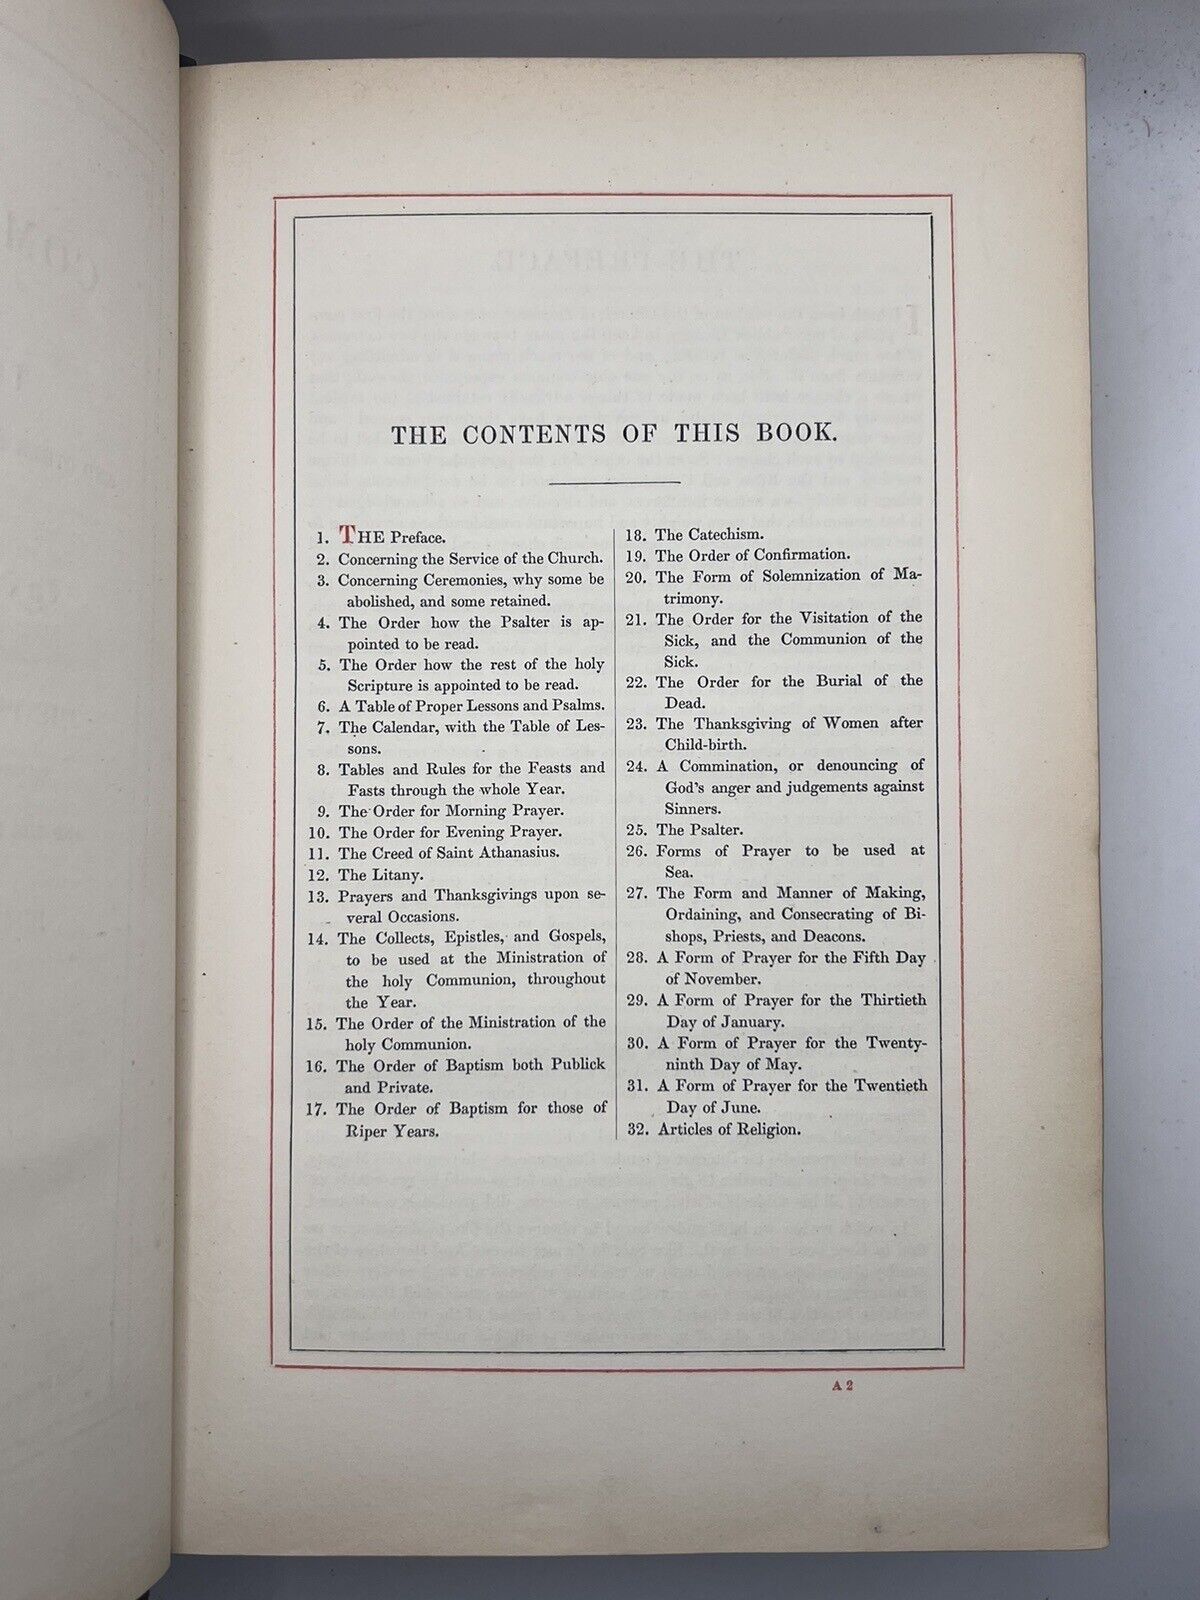 THE CONTENTS OF THIS BOOK.
1. THE Preface.
2. Concerning the Service of the Church.
3. Concerning Ceremonies, why some be
abolished, and some retained.
4. The Order how the Psalter is ap-
pointed to be read.
5. The Order how the rest of the holy
Scripture is appointed to be read.
6. A Table of Proper Lessons and Psalms.
7. The Calendar, with the Table of Les-
sons.
8. Tables and Rules for the Feasts and
Fasts through the whole Year.
9. The Order for Morning Prayer.
10. The Order for Evening Prayer.
11. The Creed of Saint Athanasius.
12. The Litany.
13. Prayers and Thanksgivings upon se-
veral Occasions.
14. The Collects, Epistles, and Gospels,
to be used at the Ministration of
the holy Communion, throughout
the Year.
15. The Order of the Ministration of the
holy Communion.
16. The Order of Baptism both Publick
and Private.
17. The Order of Baptism for those of
Riper Years.
18. The Catechism.
19. The Order of Confirmation.
20. The Form of Solemnization of Ma-
trimony.
21. The Order for the Visitation of the
Sick, and the Communion of the
Sick.
22. The Order for the Burial of the
Dead.
23. The Thanksgiving of Women after
Child-birth.
24. A Commination, or denouncing of
God's anger and judgements against
Sinners.
25. The Psalter.
26. Forms of Prayer to be used at
Sea.
27. The Form and Manner of Making,
Ordaining, and Consecrating of Bi-
shops, Priests, and Deacons.
28. A Form of Prayer for the Fifth Day
of November.
29. A Form of Prayer for the Thirtieth
Day of January.
30. A Form of Prayer for the Twenty-
ninth Day of May.
31. A Form of Prayer for the Twentieth
Day of June.
32. Articles of Religion.
A 2